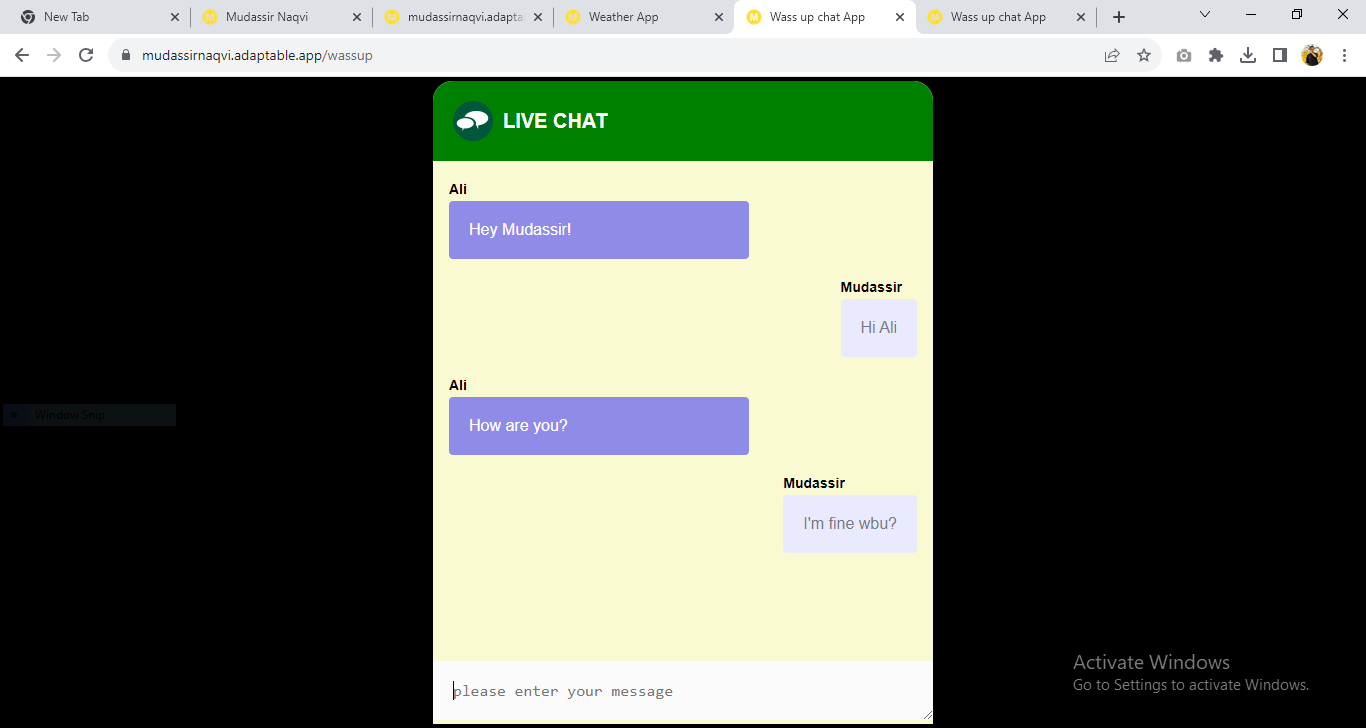 New Tab
Mudassir Naqvi
mudassirnaqvi.adapta
Weather App
Wass up chat App
Wass up chat App
mudassirnaqvi.adaptable.app/wassup
LIVE CHAT
Ali
Hey Mudassir!
Mudassir
Hi Ali
Ali
How are you?
Window Snip
Mudassir
I'm fine wbu?
Activate Windows
Go to Settings to activate Windows.
please enter your message